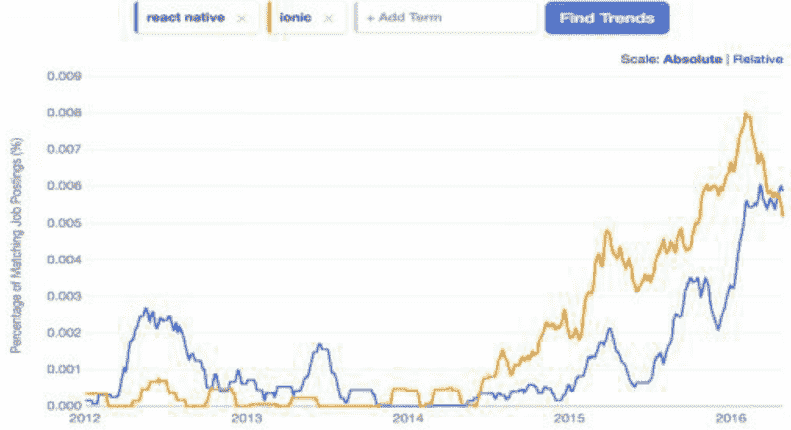 react native × ionic × + Add Term Find Trends
Scale: Absolute | Relative
Percentage of Matching Job Postings (%)
0.009
0.008
0.007
0.006
0.005
0.004
0.003
0.002
0.001
0.000
2012 2013 2014 2015 2016